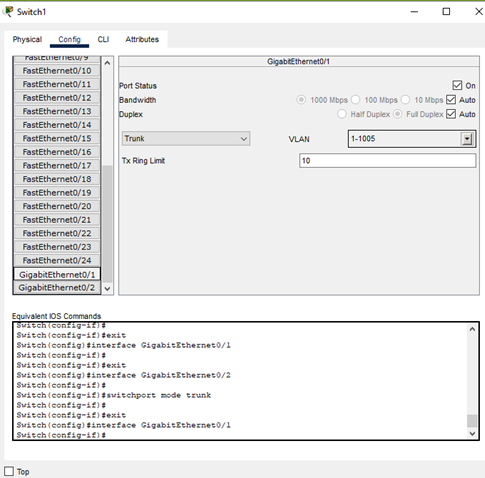 Switch1
Physical Config CLI Attributes
FastEthernet0/9
FastEthernet0/10
FastEthernet0/11
FastEthernet0/12
FastEthernet0/13
FastEthernet0/14
FastEthernet0/15
FastEthernet0/16
FastEthernet0/17
FastEthernet0/18
FastEthernet0/19
FastEthernet0/20
FastEthernet0/21
FastEthernet0/22
FastEthernet0/23
FastEthernet0/24
GigabitEthernet0/1
GigabitEthernet0/2
GigabitEthernet0/1
Port Status On
Bandwidth 1000 Mbps 100 Mbps 10 Mbps Auto
Duplex Half Duplex Full Duplex Auto
Trunk VLAN 1-1005
Tx Ring Limit 10
Equivalent IOS Commands
Switch(config-if)#
Switch(config-if)#exit
Switch(config)#interface GigabitEthernet0/1
Switch(config-if)#
Switch(config-if)#exit
Switch(config)#interface GigabitEthernet0/2
Switch(config-if)#
Switch(config-if)#switchport mode trunk
Switch(config-if)#
Switch(config-if)#exit
Switch(config)#interface GigabitEthernet0/1
Switch(config-if)#
Top